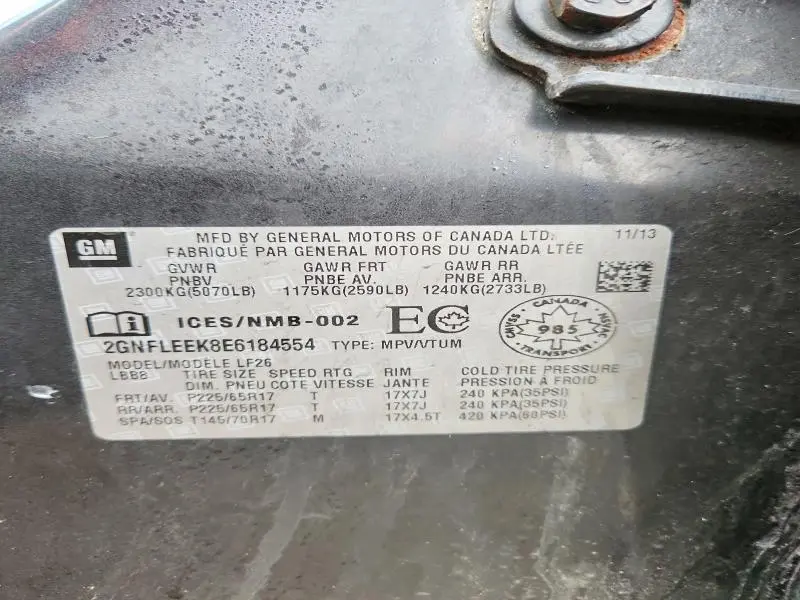 GM
MFD BY GENERAL MOTORS OF CANADA LTD. 11/13
FABRIQUÉ PAR GENERAL MOTORS DU CANADA LTÉE
GVWR GAWR FRT GAWR RR
PNBV PNBE AV. PNBE ARR.
2300KG(5070LB) 1175KG(2590LB) 1240KG(2733LB)
i ICES/NMB-002 EC
CANADA
CMVSS 985 NSVAC
TRANSPORT
2GNFLEEK8E6184554 TYPE: MPV/VTUM
MODEL/MODÈLE LF26
LBB8 TIRE SIZE SPEED RTG RIM COLD TIRE PRESSURE
DIM. PNEU COTE VITESSE JANTE PRESSION A FROID
FRT/AV. P225/65R17 T 17X7J 240 KPA(35PSI)
RR/ARR. P225/65R17 T 17X7J 240 KPA(35PSI)
SPA/SOS T145/70R17 M 17X4.5T 420 KPA(60PSI)